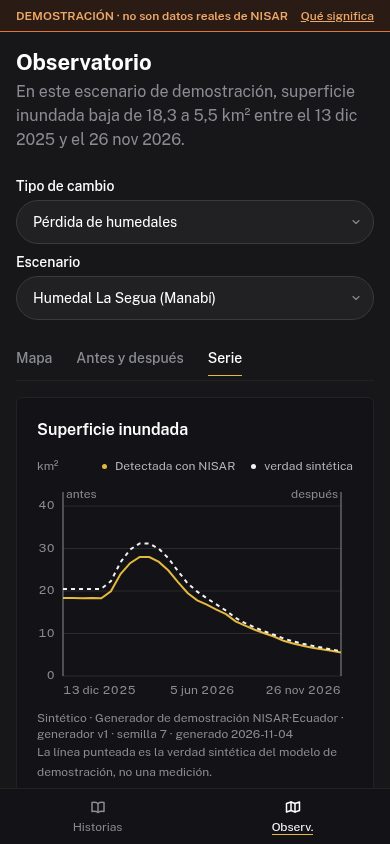 DEMOSTRACIÓN · no son datos reales de NISAR Qué significa
Observatorio
En este escenario de demostración, superficie
inundada baja de 18,3 a 5,5 km² entre el 13 dic
2025 y el 26 nov 2026.
Tipo de cambio
Pérdida de humedales
Escenario
Humedal La Segua (Manabí)
Mapa Antes y después Serie
Superficie inundada
km² Detectada con NISAR verdad sintética
antes después
40
30
20
10
0
13 dic 2025 5 jun 2026 26 nov 2026
Sintético · Generador de demostración NISAR·Ecuador ·
generador v1 · semilla 7 · generado 2026-11-04
La línea punteada es la verdad sintética del modelo de
demostración, no una medición.
Historias Observ.